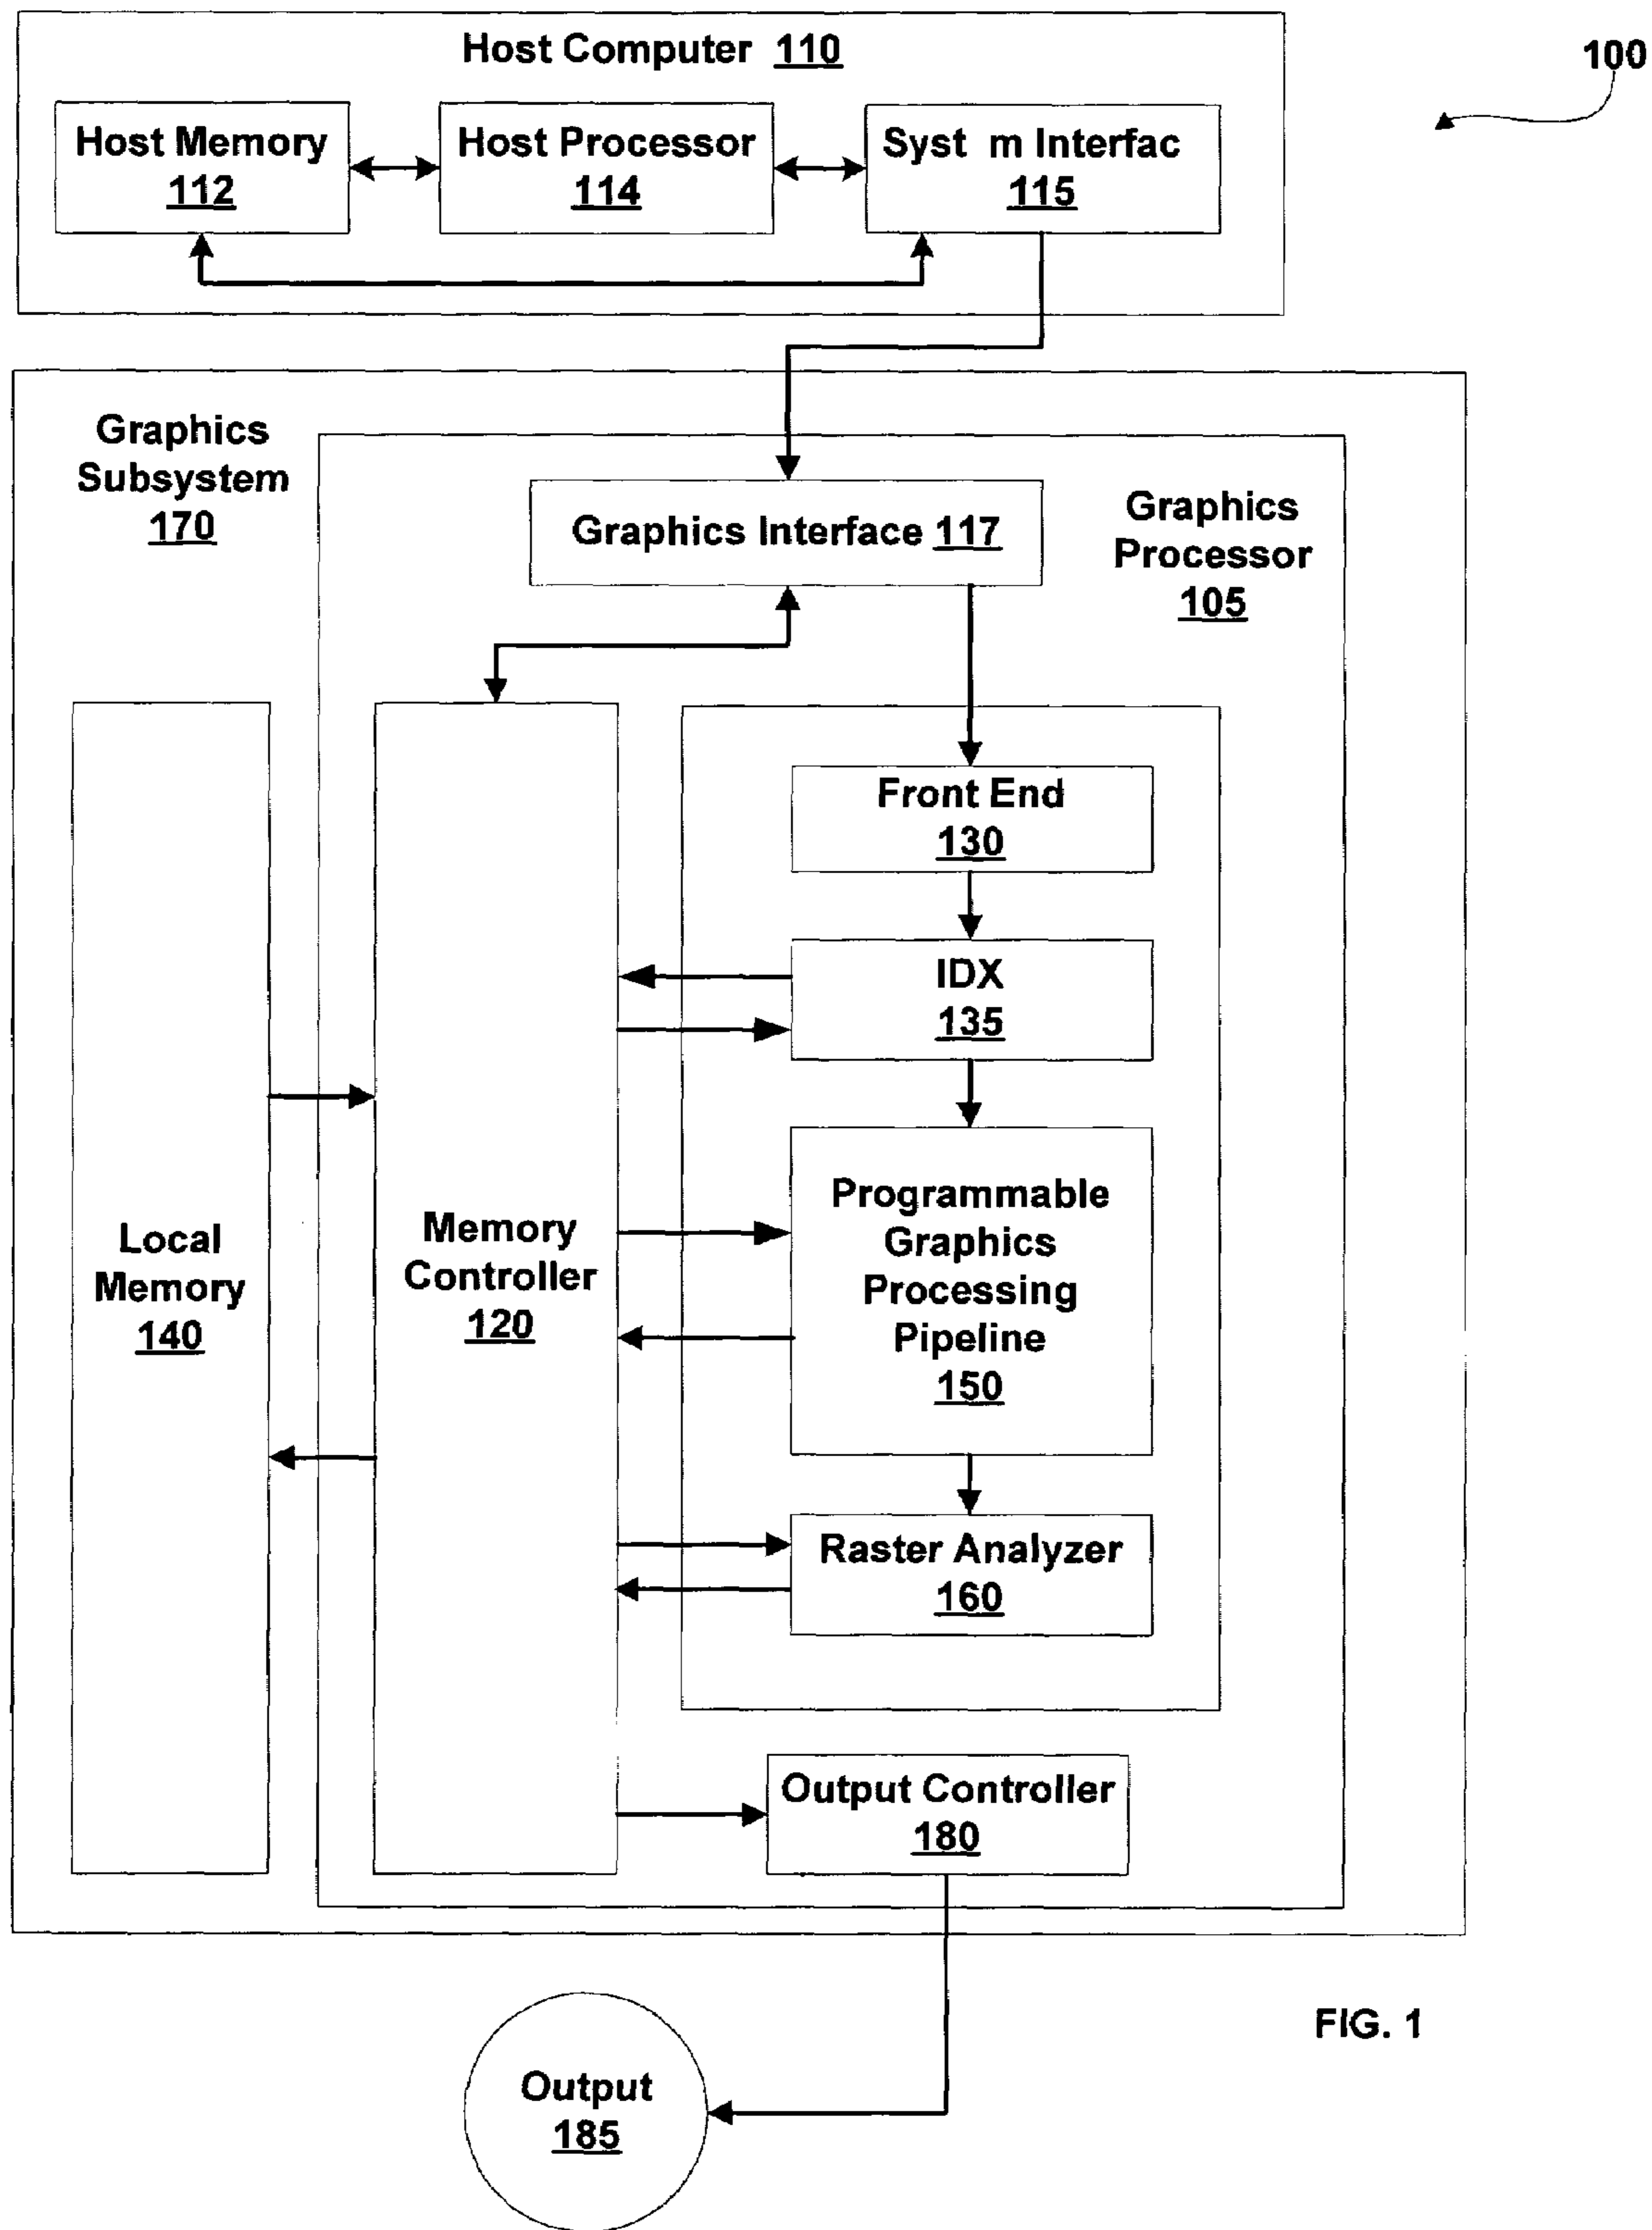 Host Computer 110
100
Host Memory
112
Host Processor
114
Syst m Interfac
115
Graphics
Subsystem
170
Graphics Interface 117
Graphics
Processor
105
Front End
130
IDX
135
Local
Memory
140
Memory
Controller
120
Programmable
Graphics
Processing
Pipeline
150
Raster Analyzer
160
Output Controller
180
Output
185
FIG. 1